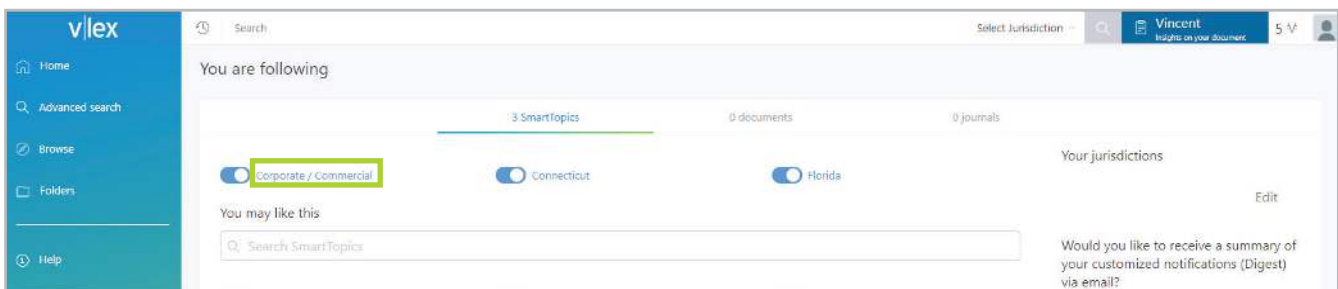 v|lex
Search
Select Jurisdiction
Vincent
Insights on your document
5
Home
Advanced search
Browse
Folders
Help
You are following
3 SmartTopics
0 documents
0 journals
Corporate / Commercial
Connecticut
Florida
You may like this
Search SmartTopics
Your jurisdictions
Edit
Would you like to receive a summary of
your customized notifications (Digest)
via email?